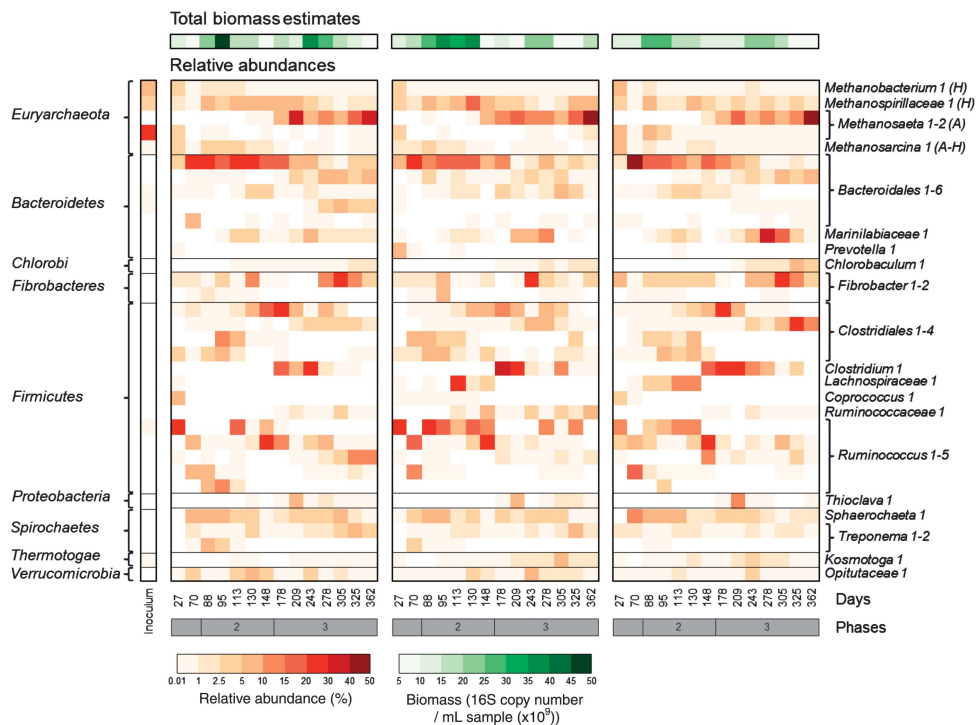 Total biomass estimates
Relative abundances
Euryarchaeota
Bacteroidetes
Chlorobi
Fibrobacteres
Firmicutes
Proteobacteria
Spirochaetes
Thermotogae
Verrucomicrobia
Inoculum
Methanobacterium 1 (H)
Methanospirillaceae 1 (H)
Methanosaeta 1-2 (A)
Methanosarcina 1 (A-H)
Bacteroidales 1-6
Marinilabiaceae 1
Prevotella 1
Chlorobaculum 1
Fibrobacter 1-2
Clostridiales 1-4
Clostridium 1
Lachnospiraceae 1
Coprococcus 1
Ruminococcaceae 1
Ruminococcus 1-5
Thioclava 1
Sphaerochaeta 1
Treponema 1-2
Kosmotoga 1
Opitutaceae 1
27 70 88 95 113 130 148 178 209 243 278 305 325 362
27 70 88 95 113 130 148 178 209 243 278 305 325 362
27 70 88 95 113 130 148 178 209 243 278 305 325 362
Days
2 3
2 3
2 3
Phases
0.01 1 2.5 5 10 15 20 30 40 50
Relative abundance (%)
5 10 15 20 25 30 35 40 45 50
Biomass (16S copy number
/ mL sample (x10⁹))